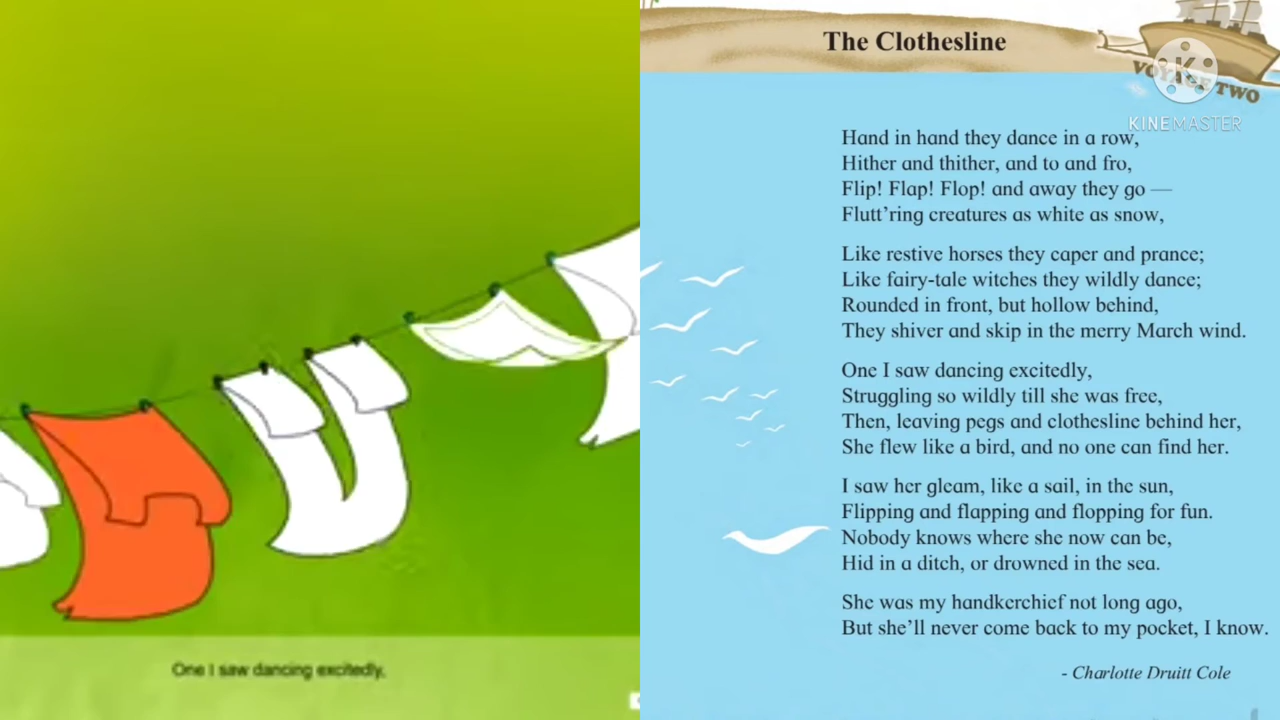 One I saw dancing excitedly,
The Clothesline
VOYAGE TWO
KINEMASTER
Hand in hand they dance in a row,
Hither and thither, and to and fro,
Flip! Flap! Flop! and away they go —
Flutt’ring creatures as white as snow,
Like restive horses they caper and prance;
Like fairy-tale witches they wildly dance;
Rounded in front, but hollow behind,
They shiver and skip in the merry March wind.
One I saw dancing excitedly,
Struggling so wildly till she was free,
Then, leaving pegs and clothesline behind her,
She flew like a bird, and no one can find her.
I saw her gleam, like a sail, in the sun,
Flipping and flapping and flopping for fun.
Nobody knows where she now can be,
Hid in a ditch, or drowned in the sea.
She was my handkerchief not long ago,
But she’ll never come back to my pocket, I know.
- Charlotte Druitt Cole